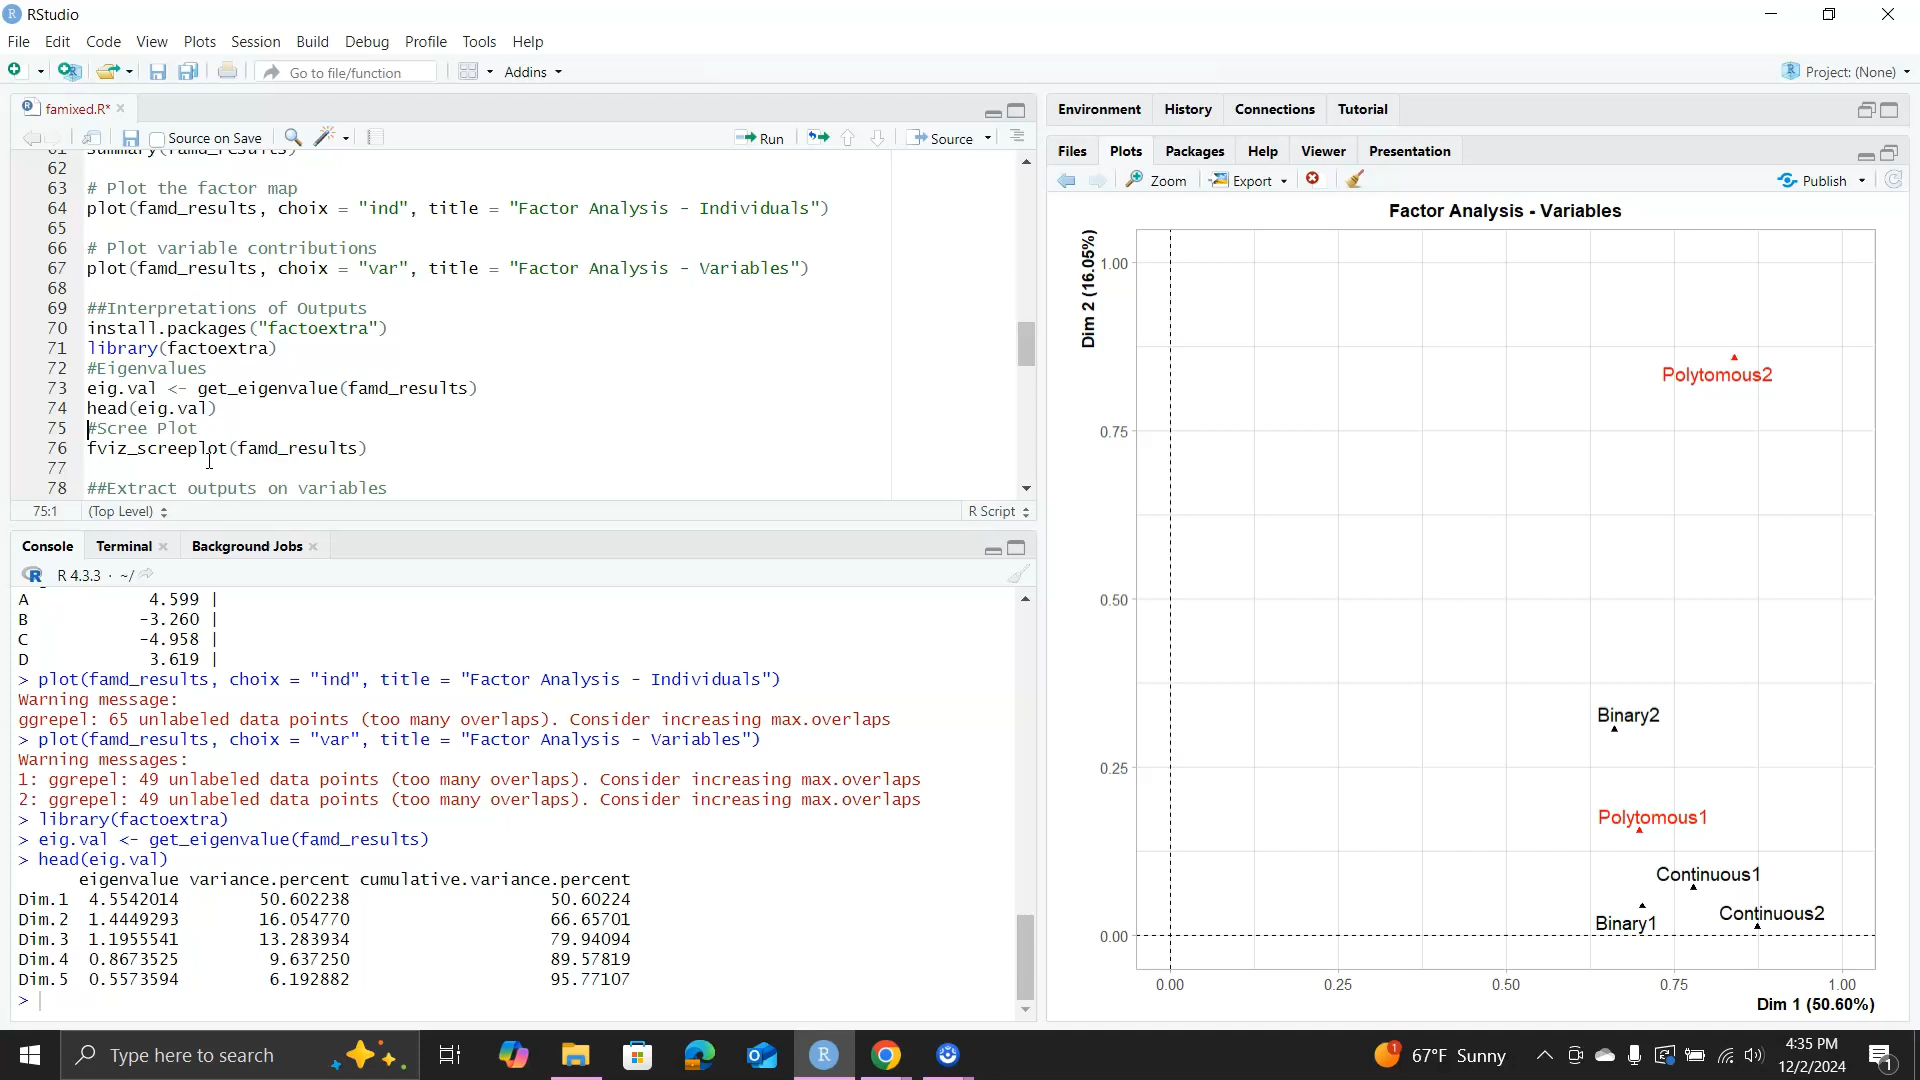 RStudio
File Edit Code View Plots Session Build Debug Profile Tools Help
Go to file/function Addins Project: (None)
famixed.R*
Source on Save Run Source
61 summary(famd_results)
62
63 # Plot the factor map
64 plot(famd_results, choix = "ind", title = "Factor Analysis - Individuals")
65
66 # Plot variable contributions
67 plot(famd_results, choix = "var", title = "Factor Analysis - Variables")
68
69 ##Interpretations of Outputs
70 install.packages("factoextra")
71 library(factoextra)
72 #Eigenvalues
73 eig.val <- get_eigenvalue(famd_results)
74 head(eig.val)
75 #Scree Plot
76 fviz_screeplot(famd_results)
77
78 ##Extract outputs on variables
75:1 (Top Level) R Script
Console Terminal Background Jobs
R 4.3.3 · ~/
A 4.599 |
B -3.260 |
C -4.958 |
D 3.619 |
> plot(famd_results, choix = "ind", title = "Factor Analysis - Individuals")
Warning message:
ggrepel: 65 unlabeled data points (too many overlaps). Consider increasing max.overlaps
> plot(famd_results, choix = "var", title = "Factor Analysis - Variables")
Warning messages:
1: ggrepel: 49 unlabeled data points (too many overlaps). Consider increasing max.overlaps
2: ggrepel: 49 unlabeled data points (too many overlaps). Consider increasing max.overlaps
> library(factoextra)
> eig.val <- get_eigenvalue(famd_results)
> head(eig.val)
eigenvalue variance.percent cumulative.variance.percent
Dim.1 4.5542014 50.602238 50.60224
Dim.2 1.4449293 16.054770 66.65701
Dim.3 1.1955541 13.283934 79.94094
Dim.4 0.8673525 9.637250 89.57819
Dim.5 0.5573594 6.192882 95.77107
>
Environment History Connections Tutorial
Files Plots Packages Help Viewer Presentation
Zoom Export Publish
Factor Analysis - Variables
Dim 2 (16.05%)
1.00
Polytomous2
0.75
0.50
Binary2
0.25
Polytomous1
Continuous1
Continuous2
Binary1
0.00
0.00 0.25 0.50 0.75 1.00
Dim 1 (50.60%)
Type here to search
1
67°F Sunny
4:35 PM
12/2/2024
1